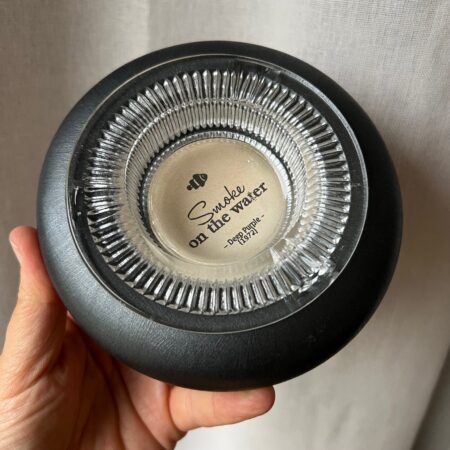 Smoke
on the water
- Deep Purple -
(1972)